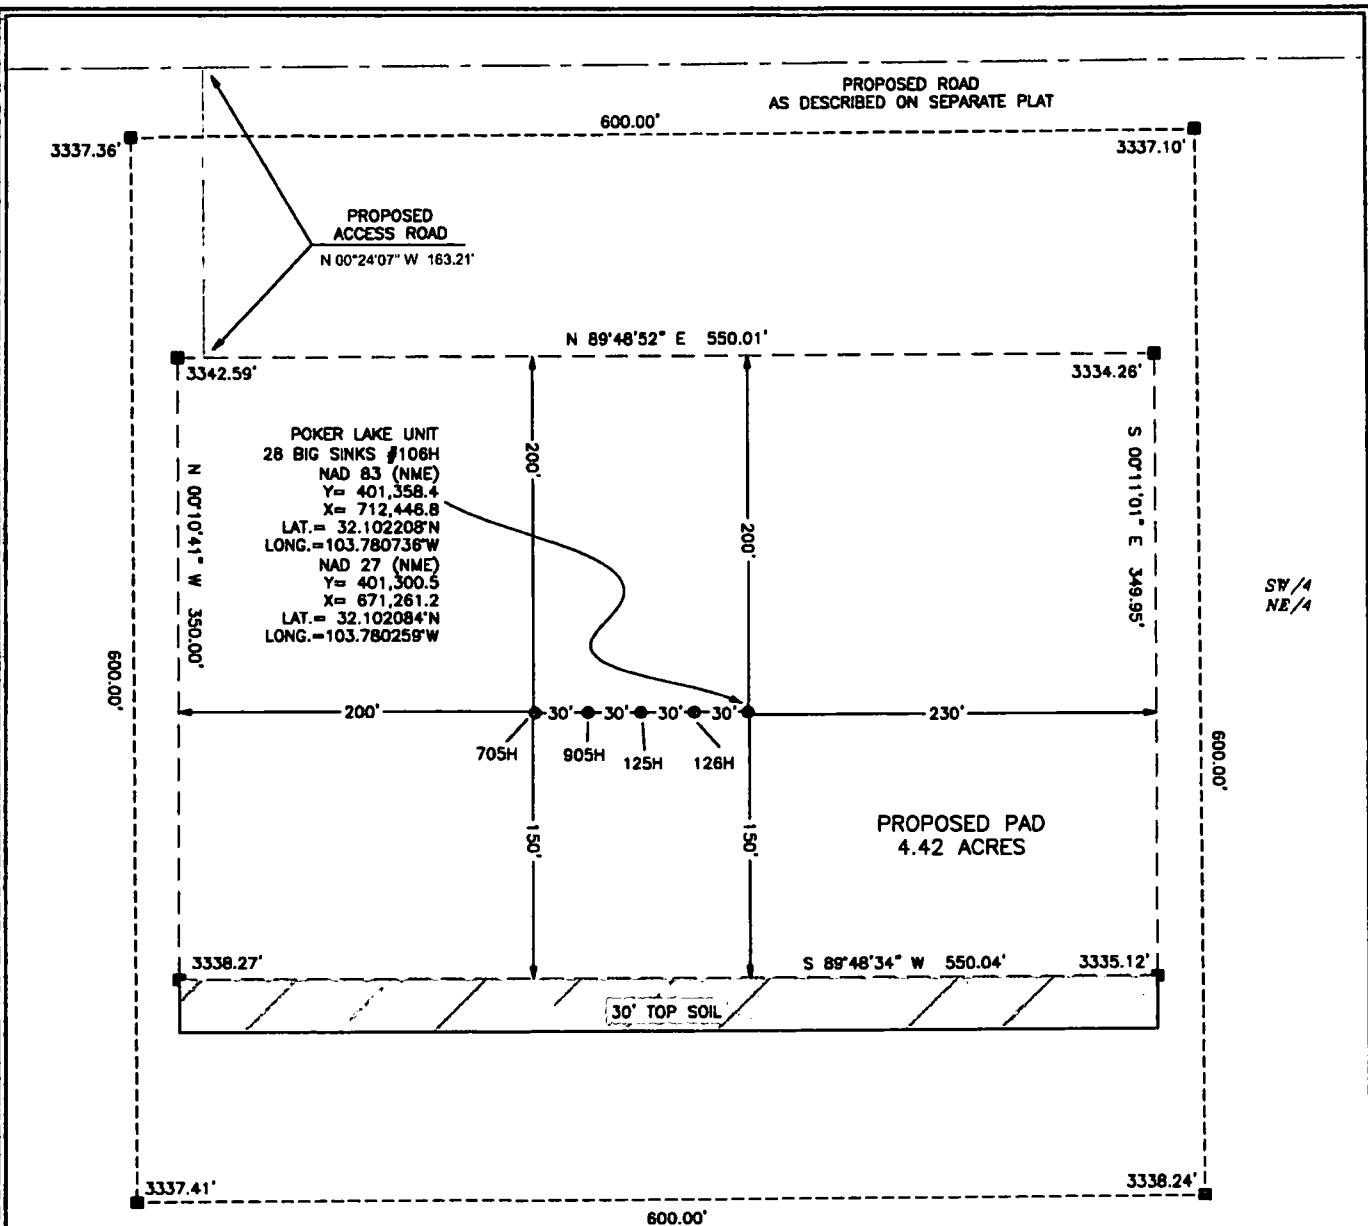 PROPOSED ROAD
AS DESCRIBED ON SEPARATE PLAT
600.00'
3337.36'
3337.10'
PROPOSED
ACCESS ROAD
N 00°24'07" W 163.21'
N 89°48'52" E 550.01'
3342.59'
3334.26'
POKER LAKE UNIT
28 BIG SINKS #106H
NAD 83 (NME)
Y= 401,358.4
X= 712,446.8
LAT.= 32.102208°N
LONG.=103.780736°W
NAD 27 (NME)
Y= 401,300.5
X= 671,261.2
LAT.= 32.102084°N
LONG.=103.780259°W
N 00°10'41" W 350.00'
200'
200'
S 00°11'01" E 349.95'
SW/4
NE/4
600.00'
200'
30'
30'
30'
30'
230'
705H
905H
125H
126H
600.00'
150'
150'
PROPOSED PAD
4.42 ACRES
3338.27'
S 89°48'34" W 550.04'
3335.12'
30' TOP SOIL
3337.41'
3338.24'
600.00'